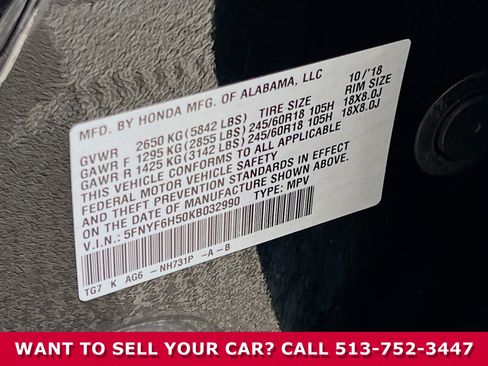 MFD. BY HONDA MFG. OF ALABAMA, LLC 10/'18
GVWR 2650 KG (5842 LBS) TIRE SIZE RIM SIZE
GAWR F 1295 KG (2855 LBS) 245/60R18 105H 18X8.0J
GAWR R 1425 KG (3142 LBS) 245/60R18 105H 18X8.0J
THIS VEHICLE CONFORMS TO ALL APPLICABLE
FEDERAL MOTOR VEHICLE SAFETY
AND THEFT PREVENTION STANDARDS IN EFFECT
ON THE DATE OF MANUFACTURE SHOWN ABOVE.
V.I.N.: 5FNYF6H50KB032990 TYPE: MPV
TG7 K AG6 -NH731P -A -B
WANT TO SELL YOUR CAR? CALL 513-752-3447